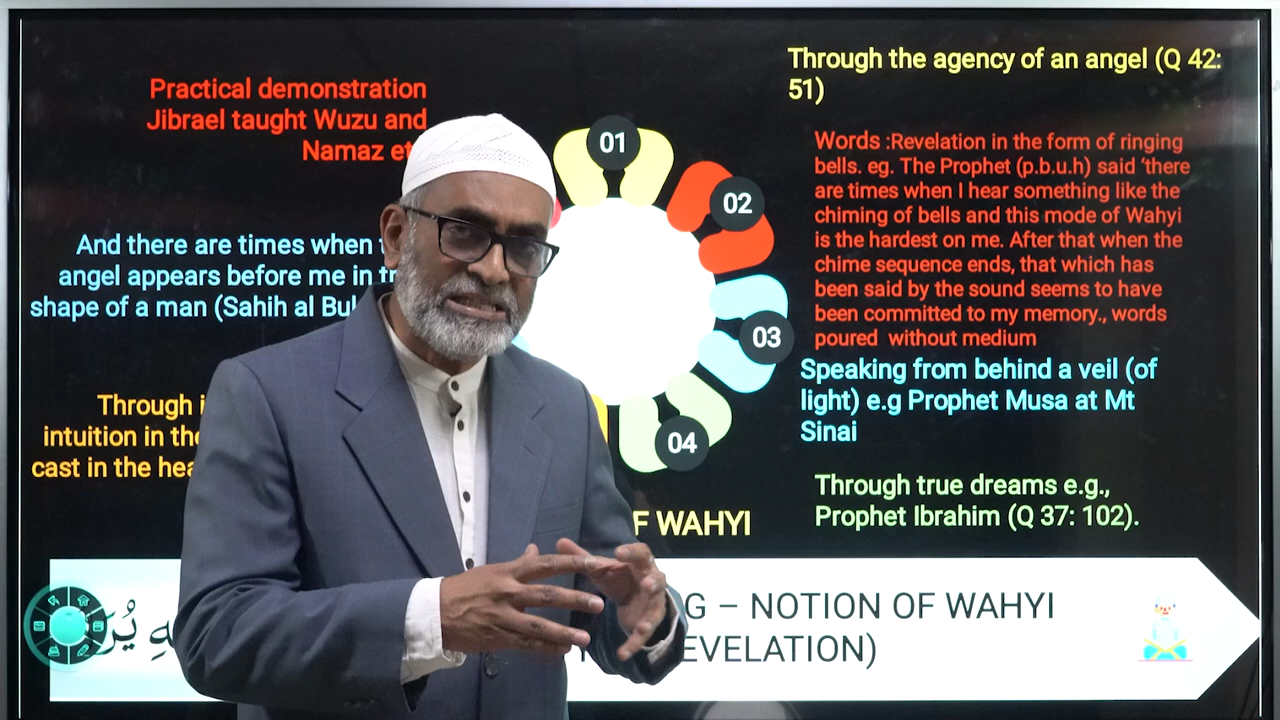 Practical demonstration
Jibrael taught Wuzu and
Namaz
And there are times when
angel appears before me in
shape of a man (Sahih al
Through
intuition in
cast in the
01
02
03
04
Through the agency of an angel (Q 42:
51)
Words :Revelation in the form of ringing
bells. eg. The Prophet (p.b.u.h) said ‘there
are times when I hear something like the
chiming of bells and this mode of Wahyi
is the hardest on me. After that when the
chime sequence ends, that which has
been said by the sound seems to have
been committed to my memory., words
poured without medium
Speaking from behind a veil (of
light) e.g Prophet Musa at Mt
Sinai
Through true dreams e.g.,
Prophet Ibrahim (Q 37: 102).
WAHYI
– NOTION OF WAHYI